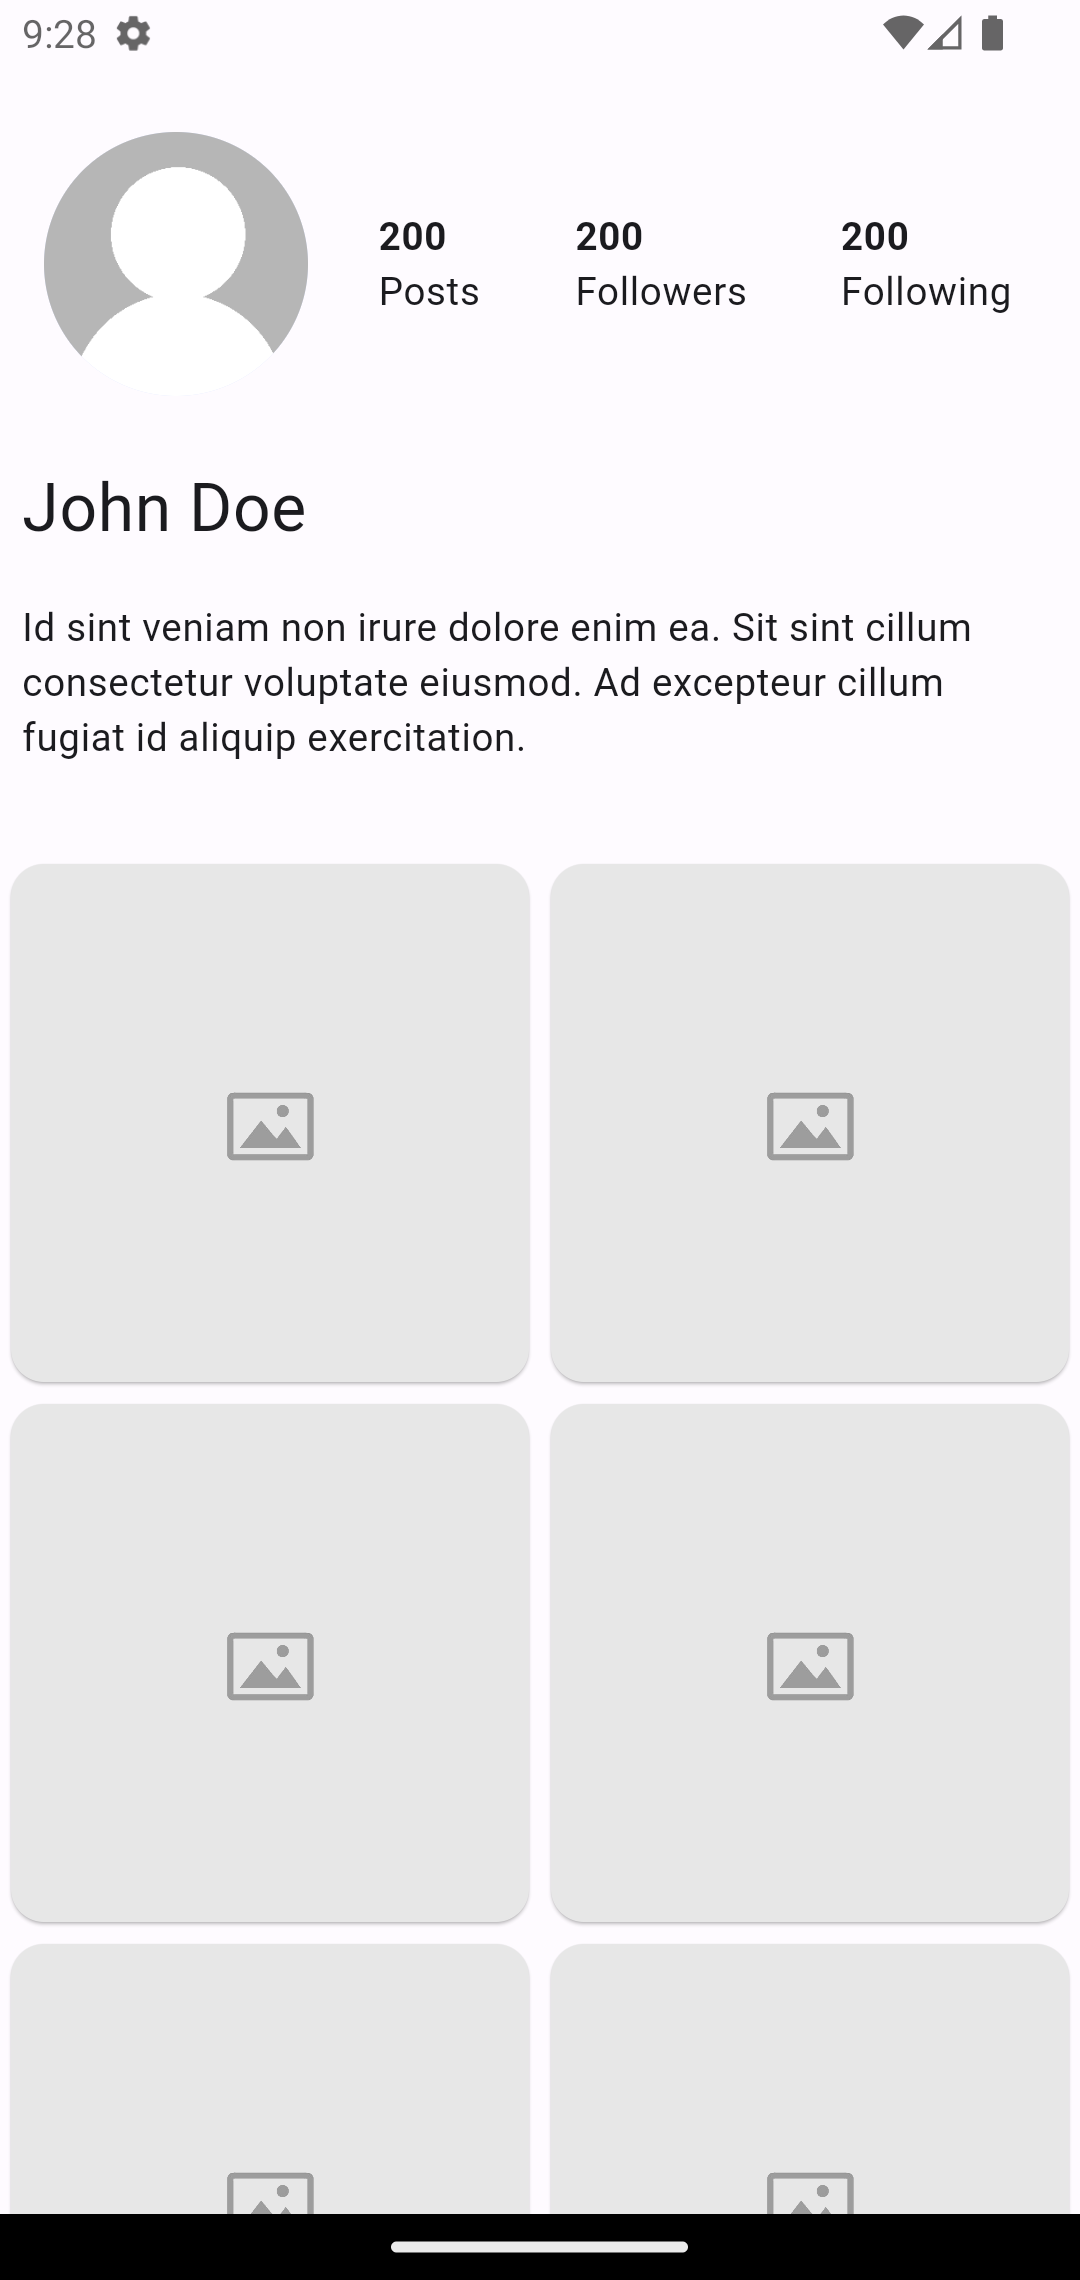 9:28
200 200 200
Posts Followers Following
John Doe
Id sint veniam non irure dolore enim ea. Sit sint cillum
consectetur voluptate eiusmod. Ad excepteur cillum
fugiat id aliquip exercitation.